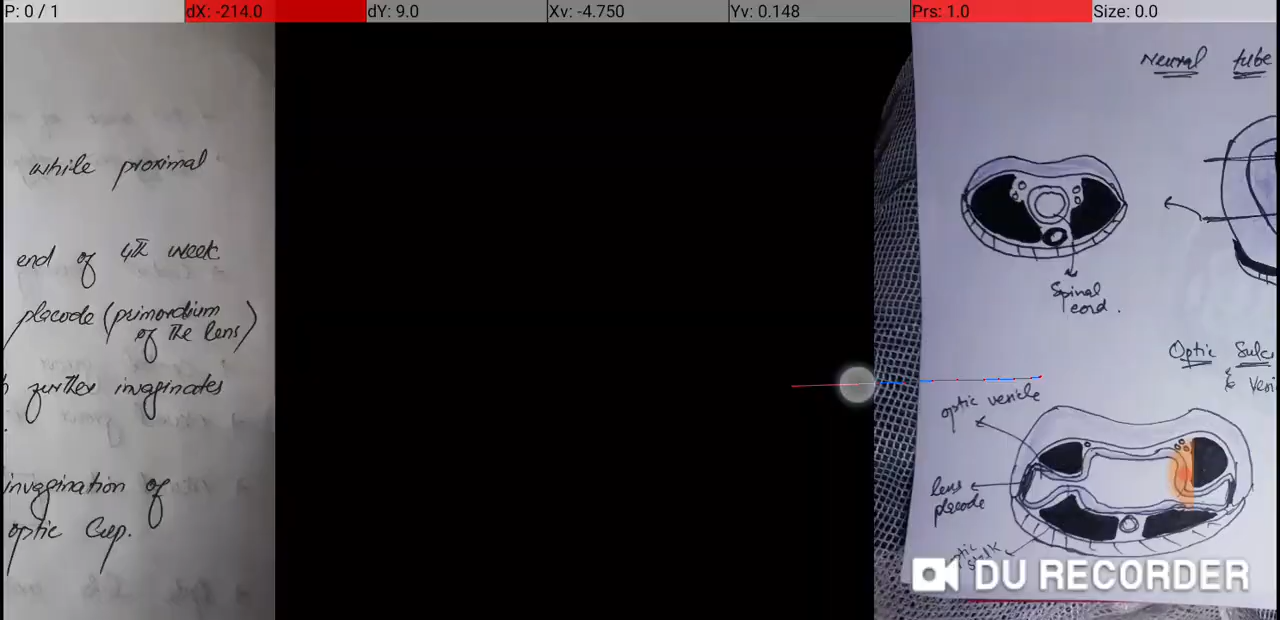 P: 0 / 1
dX: -214.0
dY: 9.0
Xv: -4.750
Yv: 0.148
Prs: 1.0
Size: 0.0
while proximal
end of 4th week
placode (primordium
of the lens)
further invaginates
invagination of
optic Cup.
Neural tube
Spinal
cord.
Optic Sulc
& Vesi
optic vesicle
lens
placode
stalk
DU RECORDER